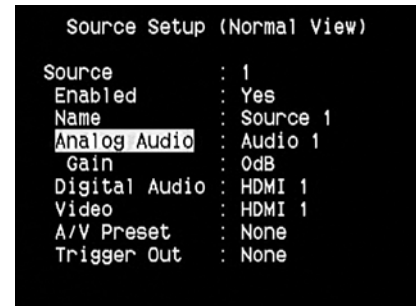 Source Setup (Normal View)
Source : 1
Enabled : Yes
Name : Source 1
Analog Audio : Audio 1
Gain : 0dB
Digital Audio : HDMI 1
Video : HDMI 1
A/V Preset : None
Trigger Out : None